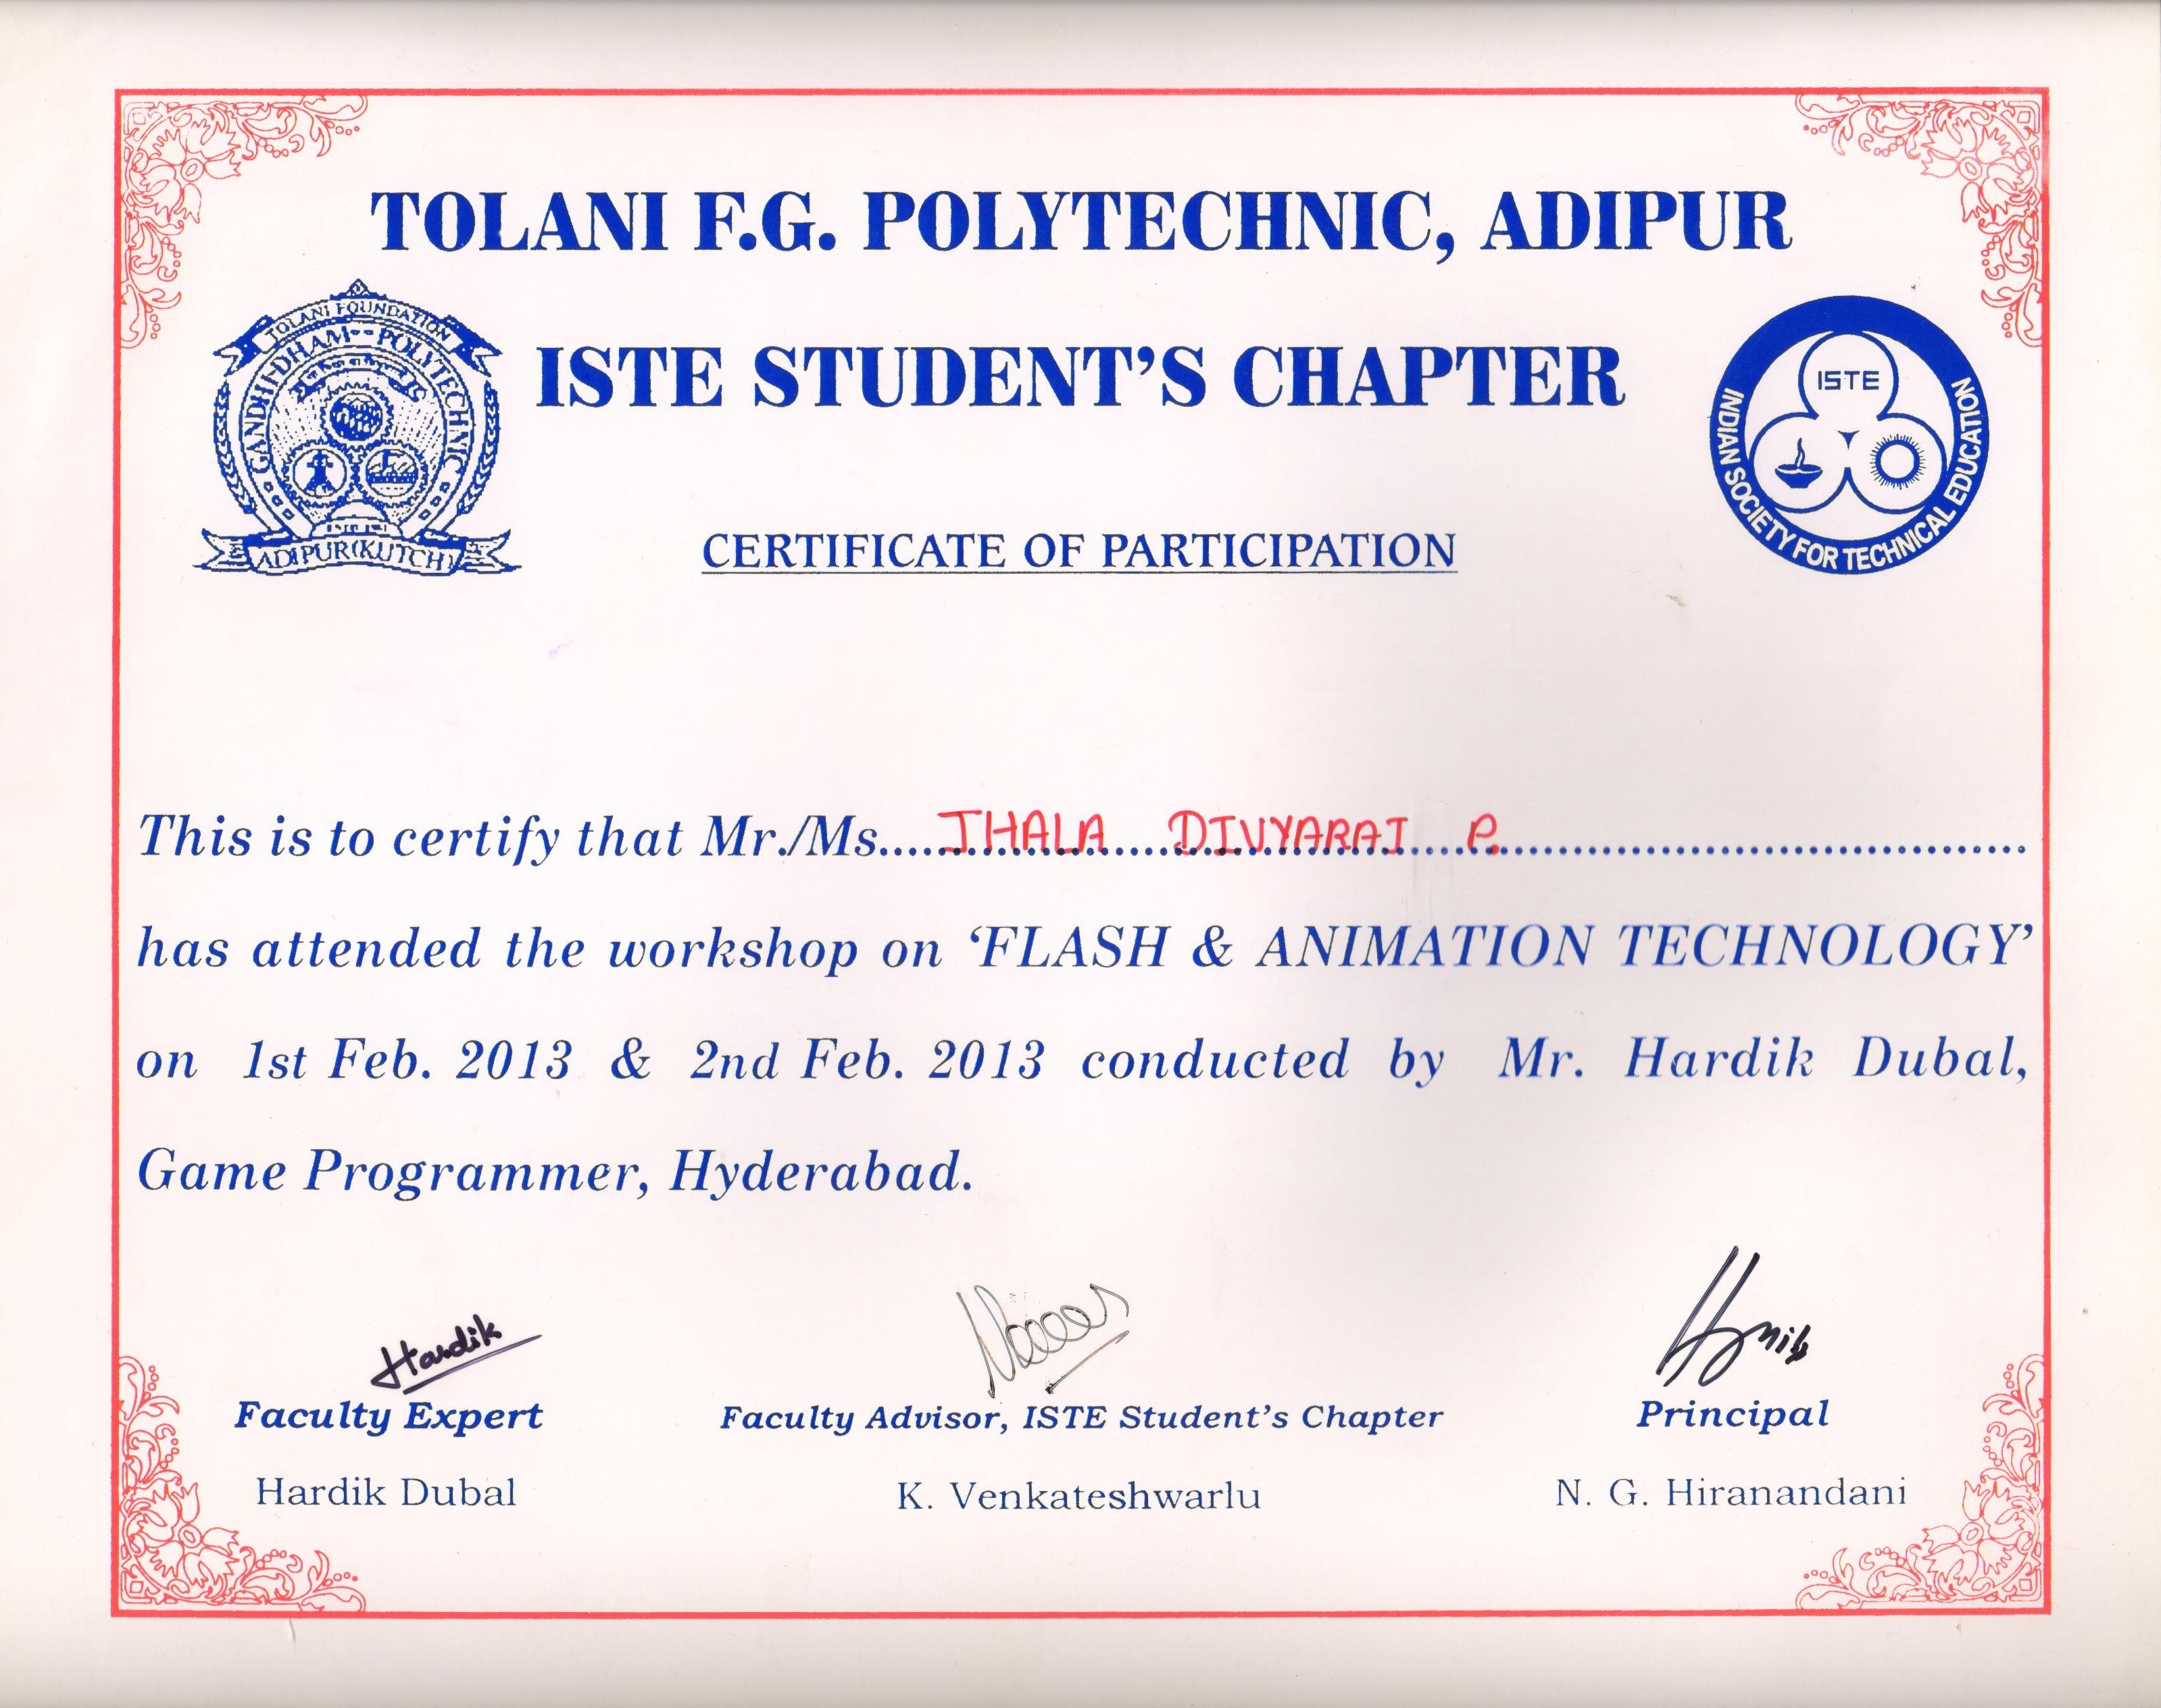 TOLANI F.G. POLYTECHNIC, ADIPUR
TOLANI FOUNDATION
GANDHI-DHAM-POLYTECHNIC
ADIPUR (KUTCH)
ISTE STUDENT'S CHAPTER
ISTE
INDIAN SOCIETY FOR TECHNICAL EDUCATION
CERTIFICATE OF PARTICIPATION
This is to certify that Mr./Ms. JHALA DIVYARAJ P.
has attended the workshop on ‘FLASH & ANIMATION TECHNOLOGY’
on 1st Feb. 2013 & 2nd Feb. 2013 conducted by Mr. Hardik Dubal,
Game Programmer, Hyderabad.
Hardik
Faculty Expert
Hardik Dubal
Faculty Advisor, ISTE Student's Chapter
K. Venkateshwarlu
Principal
N. G. Hiranandani